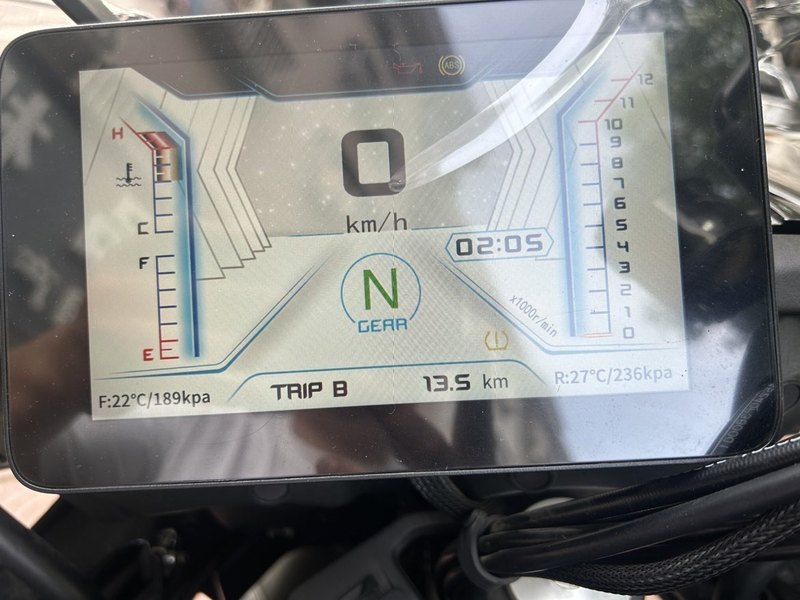 ABS
H
C
F
E
0
km/h
02:05
12
11
10
9
8
7
6
5
4
3
2
1
0
x1000r/min
N
GEAR
F:22°C/189kpa
TRIP B 13.5 km
R:27°C/236kpa